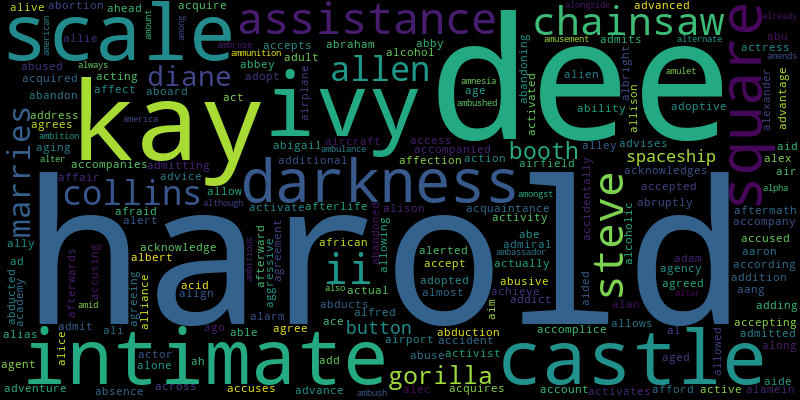 alive abortion ahead acquire
scale assistance chainsaw advanced
american allie amount among ambrose accepts abraham abby admits alongside already
abused always adult alcohol ammunition abandoning amusement alternate abu
acquired acting diane abbey adopt airplane allen amnesia dee alien albright actress amends
abandon affect aboard age activated ability allison amulet alexander advantage
address act ivy ambushed adoptive square
agrees kay america
ambition abigail aircraft access booth alley advises aid
aging alter ambulance accompanied action alex
marries accompanies admitting additional affection airfield spaceship air
affair advice darkness acknowledges alpha
collins allow alison acquaintance amongst accidentally steve accepted abruptly aftermath
afraid although activate afterlife activity alcoholic accompany
ally alert abandoned abe accused
harold
afterwards accusing acknowledge african allowing alerted admiral aaron
ad albert afterward aggressive agreement accept actually ambassador adam according
abducted academy agreeing alliance acid ambitious ii adopted abusive aided agency addition
align also actual almost achieve agreed aang
amid abducts aim addict alan altar
alias admit ali ago alarm alfred adding
able agree ace button abduction accomplice allows al accepting
alice actor ah add airport accident admitted
intimate castle allowed along
agent alone abuse activist aged
gorilla aide
adventure absence across accuses advance ambush alec acquires account activates afford active alamein